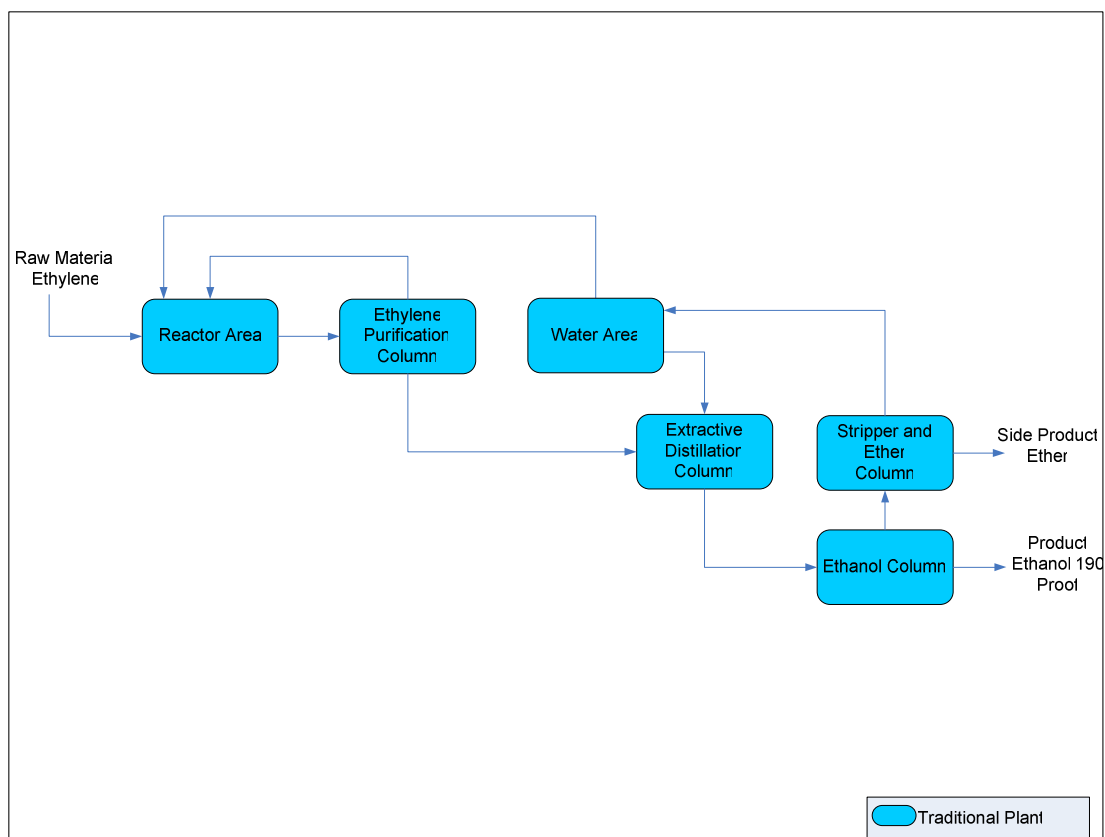 Raw Materia
Ethylene
Reactor Area
Ethylene
Purification
Column
Water Area
Extractive
Distillation
Column
Stripper and
Ether
Column
Side Product
Ether
Ethanol Column
Product
Ethanol 190
Proof
Traditional Plant